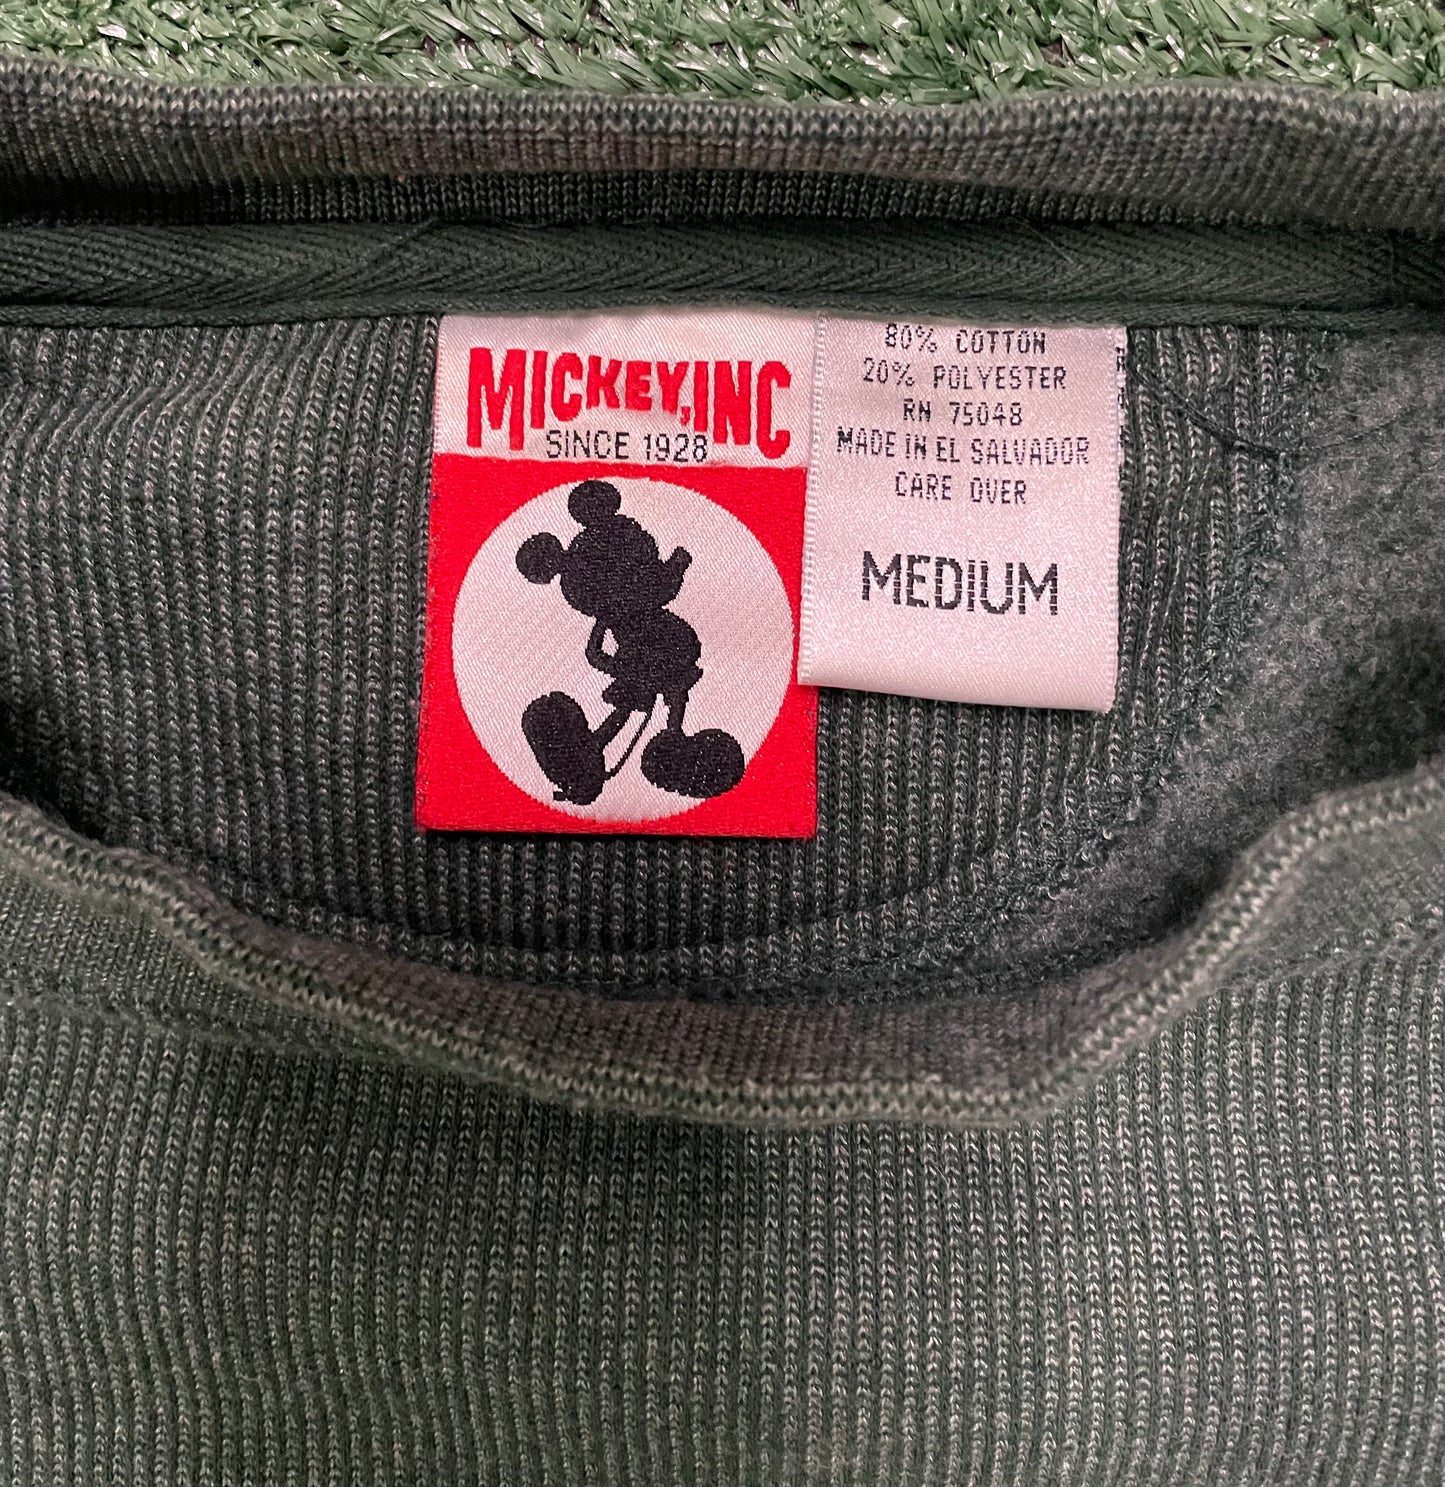 MICKEY,INC
SINCE 1928
80% COTTON
20% POLYESTER
RN 75048
MADE IN EL SALVADOR
CARE OVER
MEDIUM